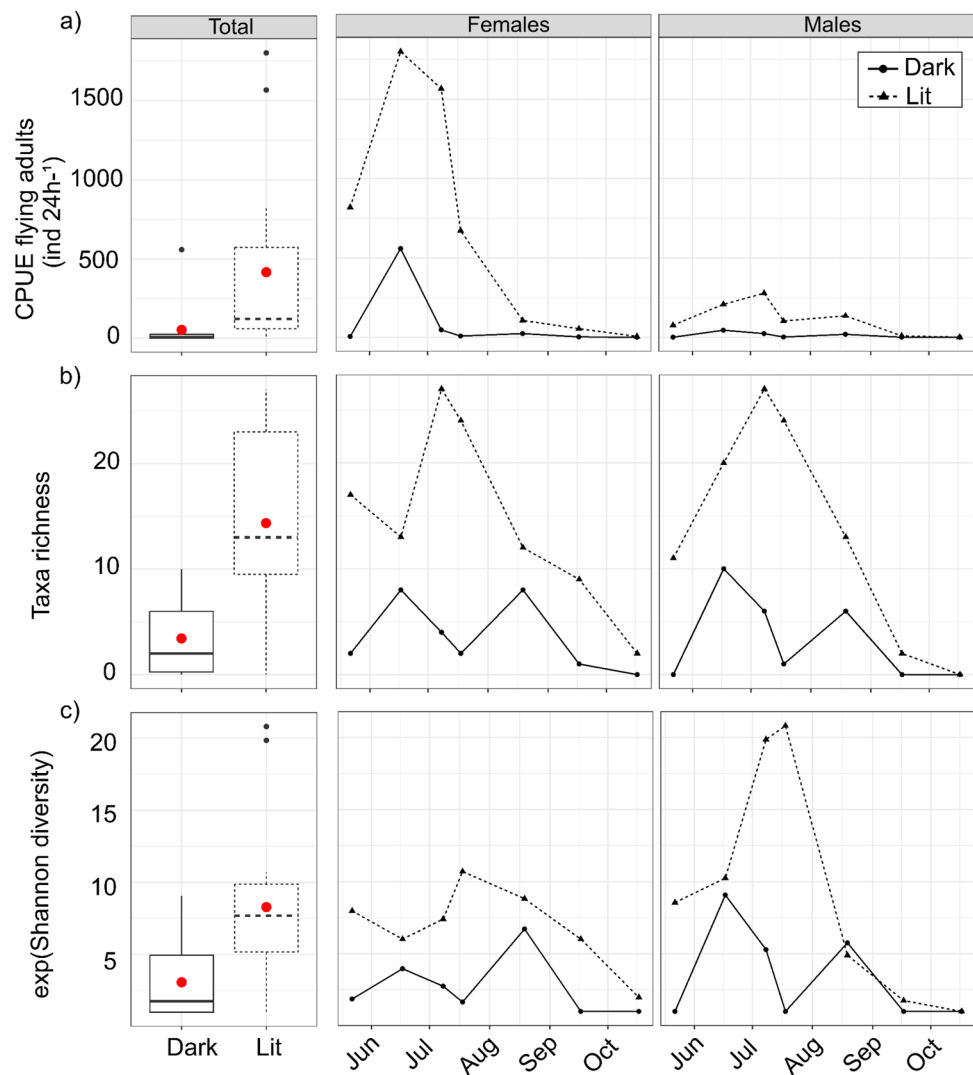 a)
Total
Females
Males
Dark
Lit
CPUE flying adults
(ind 24h-¹)
1500
1000
500
0
b)
Taxa richness
20
10
0
c)
exp(Shannon diversity)
20
15
10
5
Dark
Lit
Jun
Jul
Aug
Sep
Oct
Jun
Jul
Aug
Sep
Oct